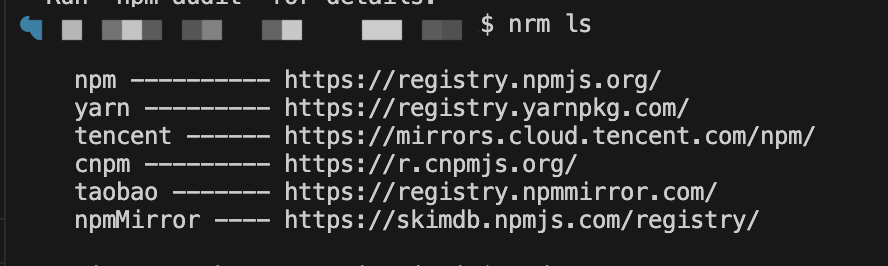 Run `npm audit` for details.
$ nrm ls
npm ---------- https://registry.npmjs.org/
yarn --------- https://registry.yarnpkg.com/
tencent ------ https://mirrors.cloud.tencent.com/npm/
cnpm --------- https://r.cnpmjs.org/
taobao ------- https://registry.npmmirror.com/
npmMirror ---- https://skimdb.npmjs.com/registry/